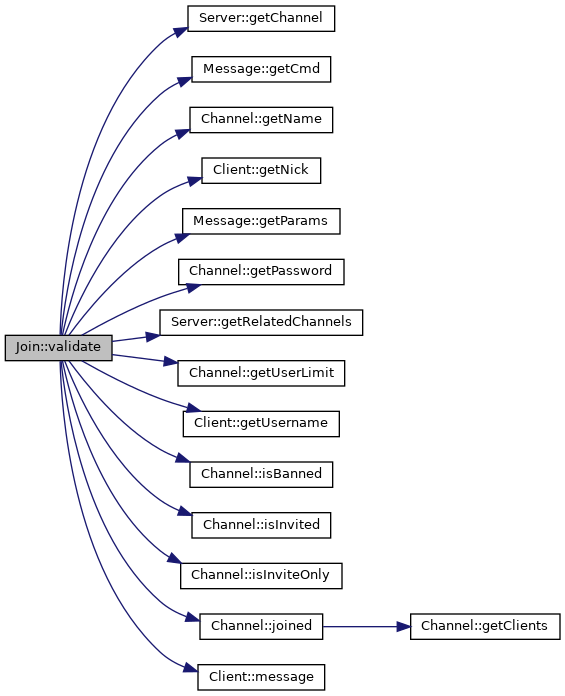 Server::getChannel
Message::getCmd
Channel::getName
Client::getNick
Message::getParams
Channel::getPassword
Server::getRelatedChannels
Join::validate
Channel::getUserLimit
Client::getUsername
Channel::isBanned
Channel::isInvited
Channel::isInviteOnly
Channel::joined
Channel::getClients
Client::message